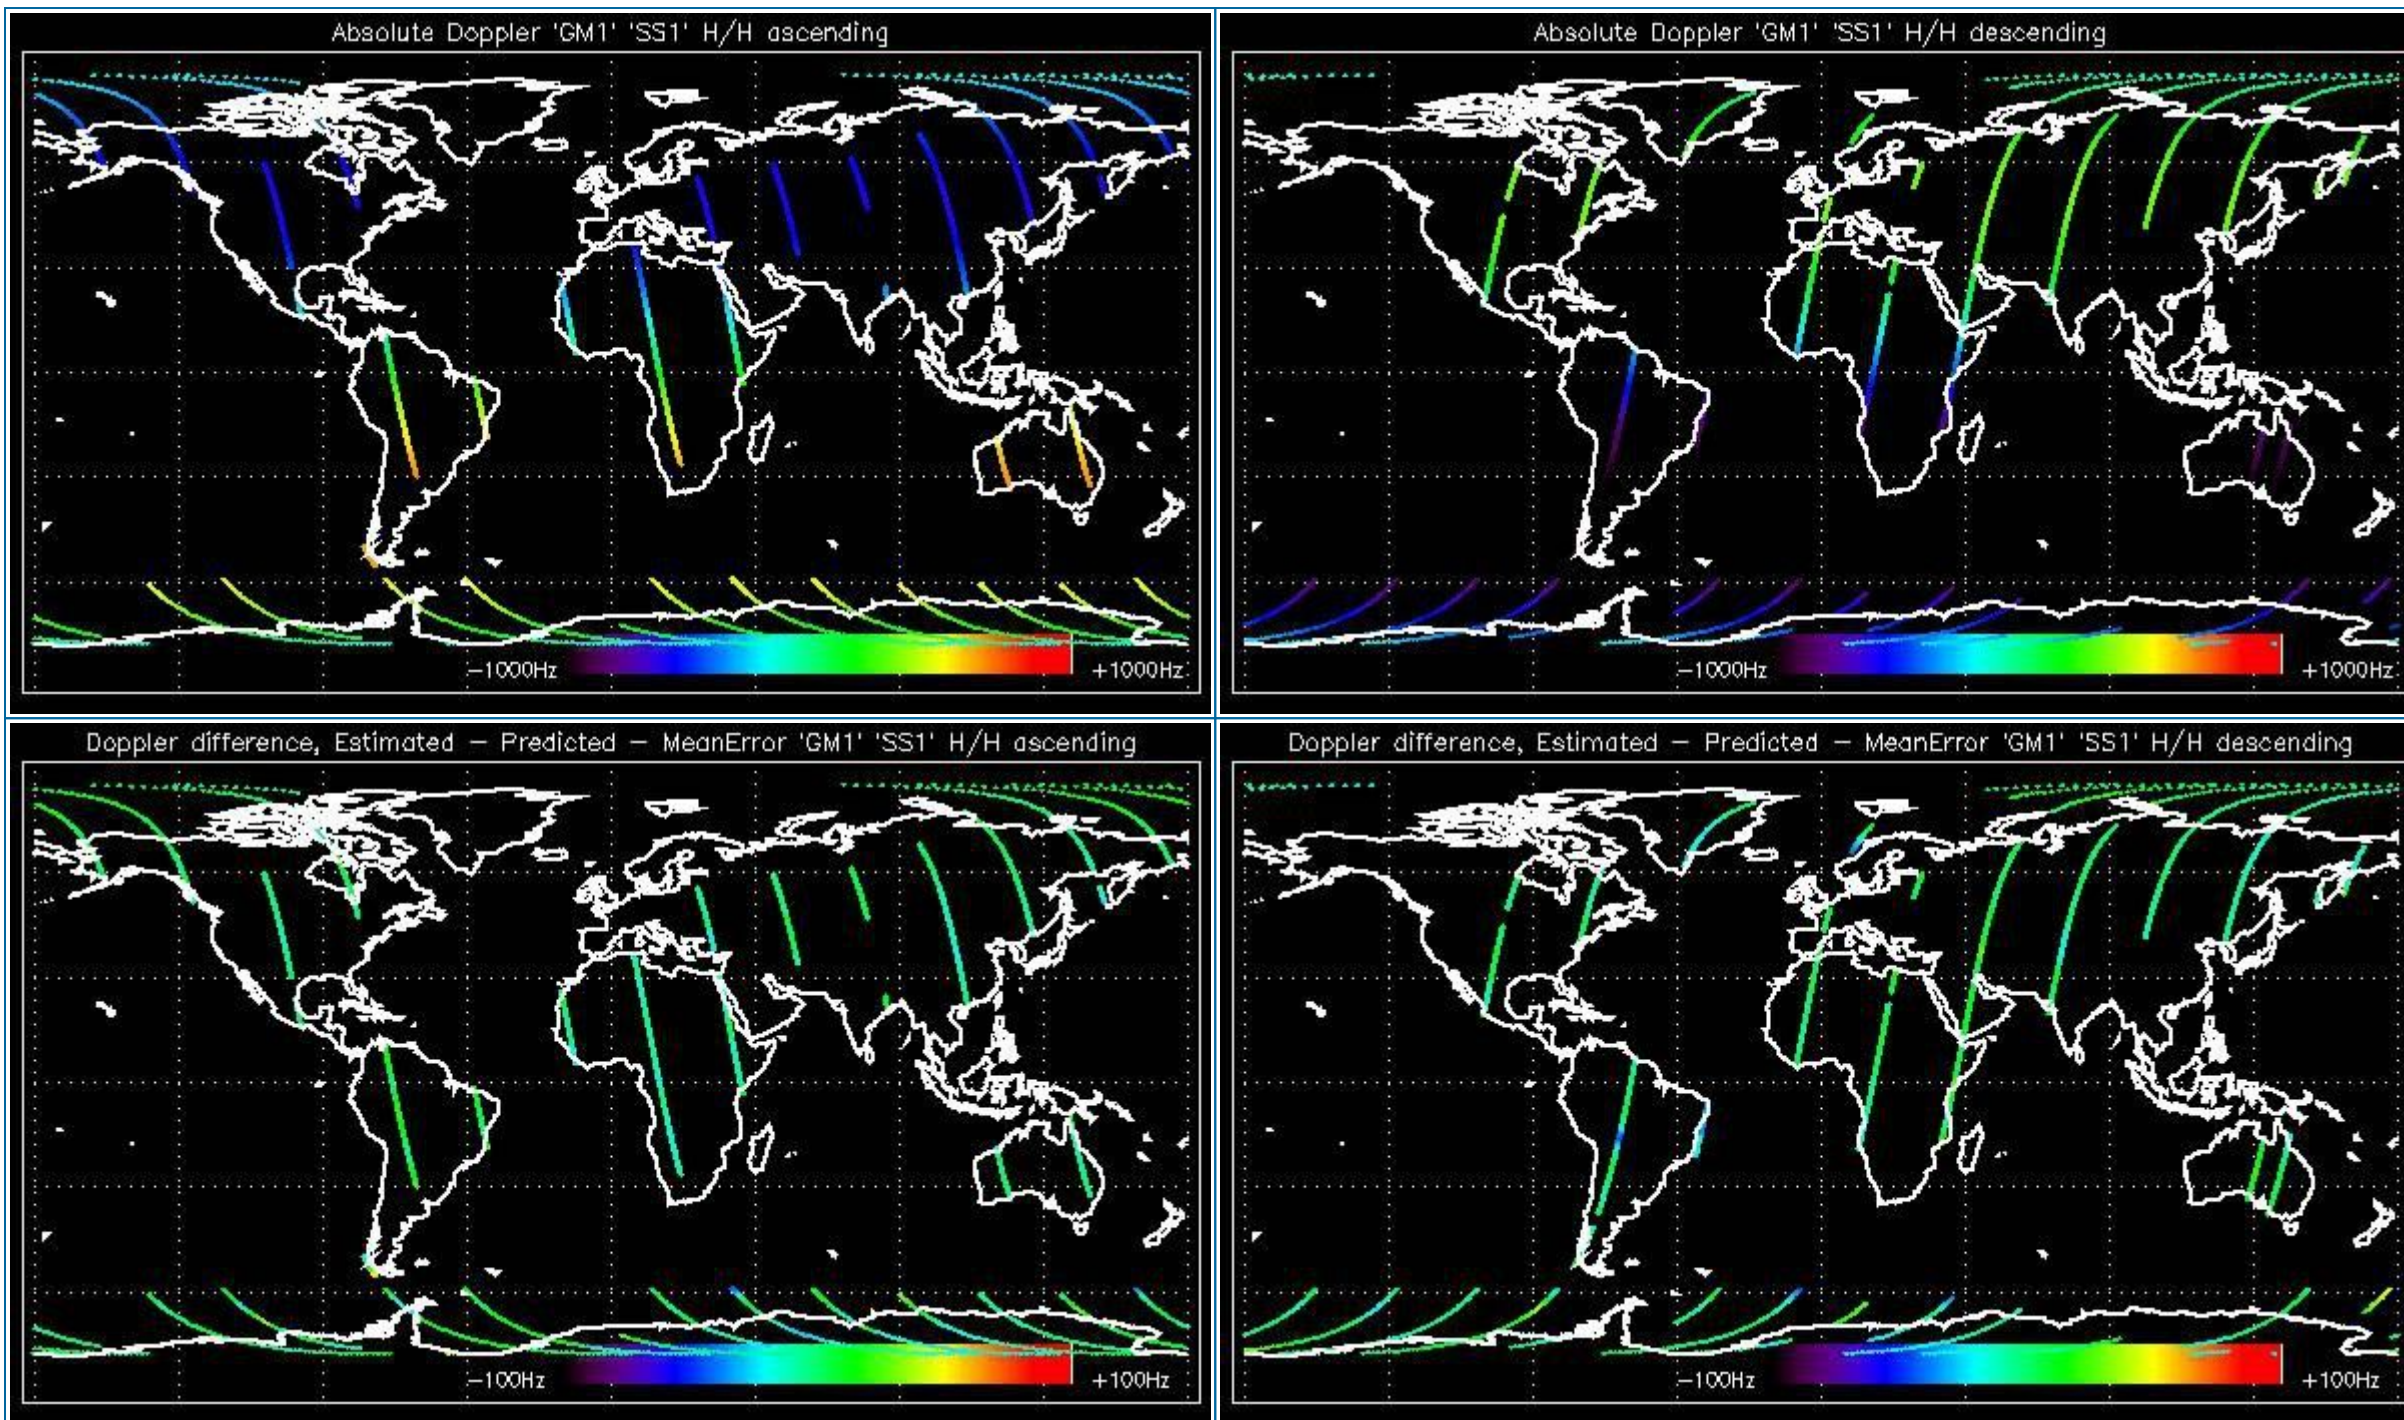 Absolute Doppler 'GM1' 'SS1' H/H ascending
-1000Hz
+1000Hz
Absolute Doppler 'GM1' 'SS1' H/H descending
-1000Hz
+1000Hz
Doppler difference, Estimated - Predicted - MeanError 'GM1' 'SS1' H/H ascending
-100Hz
+100Hz
Doppler difference, Estimated - Predicted - MeanError 'GM1' 'SS1' H/H descending
-100Hz
+100Hz